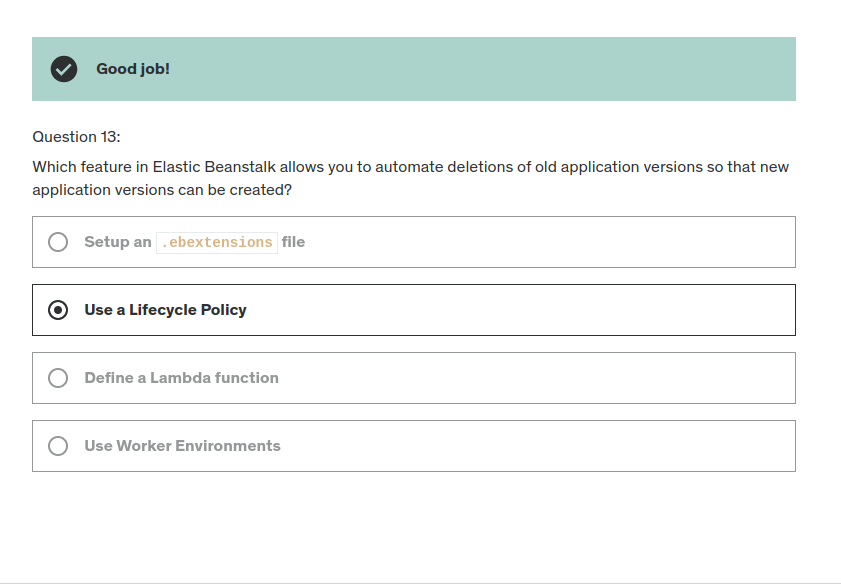 Good job!
Question 13:
Which feature in Elastic Beanstalk allows you to automate deletions of old application versions so that new
application versions can be created?
Setup an .ebextensions file
Use a Lifecycle Policy
Define a Lambda function
Use Worker Environments